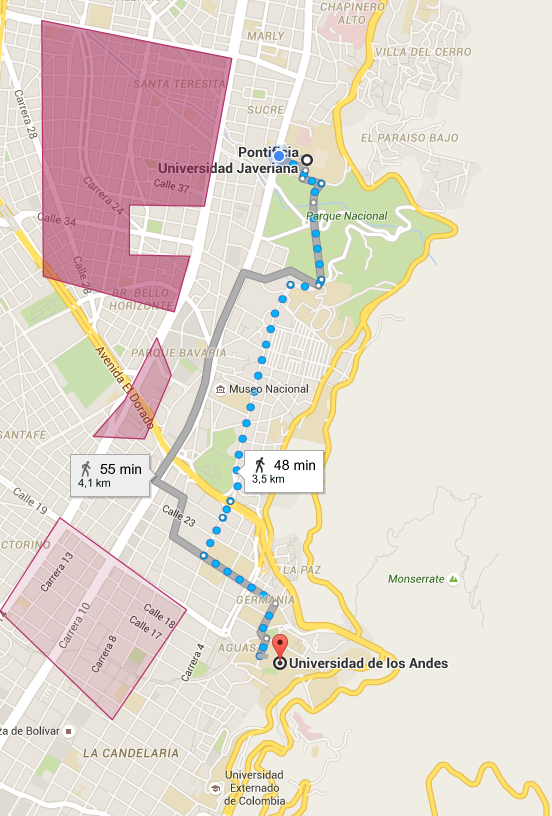 CHAPINERO
ALTO
MARLY
VILLA DEL CERRO
SANTA TERESITA
Carrera 28
SUCRE
EL PARAISO BAJO
Pontificia
Universidad Javeriana
Calle 37
Carrera 24
Parque Nacional
Calle 34
Calle 28
BR. BELLO
HORIZONTE
PARQUE BAVARIA
Avenida El Dorado
Museo Nacional
SANTAFE
55 min
4,1 km
48 min
3,5 km
Calle 19
Calle 23
CTORINO
LA PAZ
Carrera 13
Monserrate
GERMANIA
Carrera 10
Calle 18
Calle 17
Carrera 8
Carrera 4
AGUAS
Universidad de los Andes
za de Bolívar
LA CANDELARIA
Universidad
Externado
de Colombia